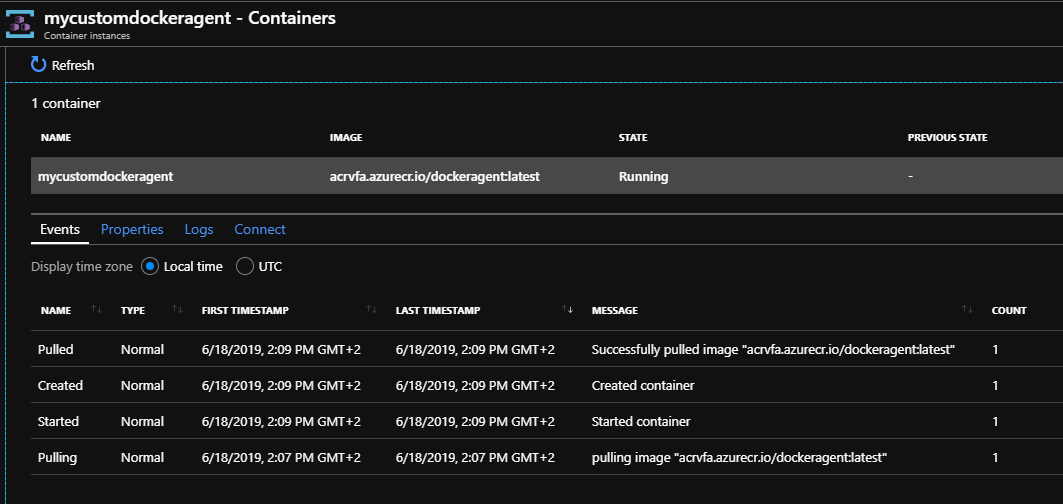 mycustomdockeragent - Containers
Container instances
Refresh
1 container
NAME IMAGE STATE PREVIOUS STATE
mycustomdockeragent acrvfa.azurecr.io/dockeragent:latest Running -
Events Properties Logs Connect
Display time zone Local time UTC
NAME TYPE FIRST TIMESTAMP LAST TIMESTAMP MESSAGE COUNT
Pulled Normal 6/18/2019, 2:09 PM GMT+2 6/18/2019, 2:09 PM GMT+2 Successfully pulled image "acrvfa.azurecr.io/dockeragent:latest" 1
Created Normal 6/18/2019, 2:09 PM GMT+2 6/18/2019, 2:09 PM GMT+2 Created container 1
Started Normal 6/18/2019, 2:09 PM GMT+2 6/18/2019, 2:09 PM GMT+2 Started container 1
Pulling Normal 6/18/2019, 2:07 PM GMT+2 6/18/2019, 2:07 PM GMT+2 pulling image "acrvfa.azurecr.io/dockeragent:latest" 1